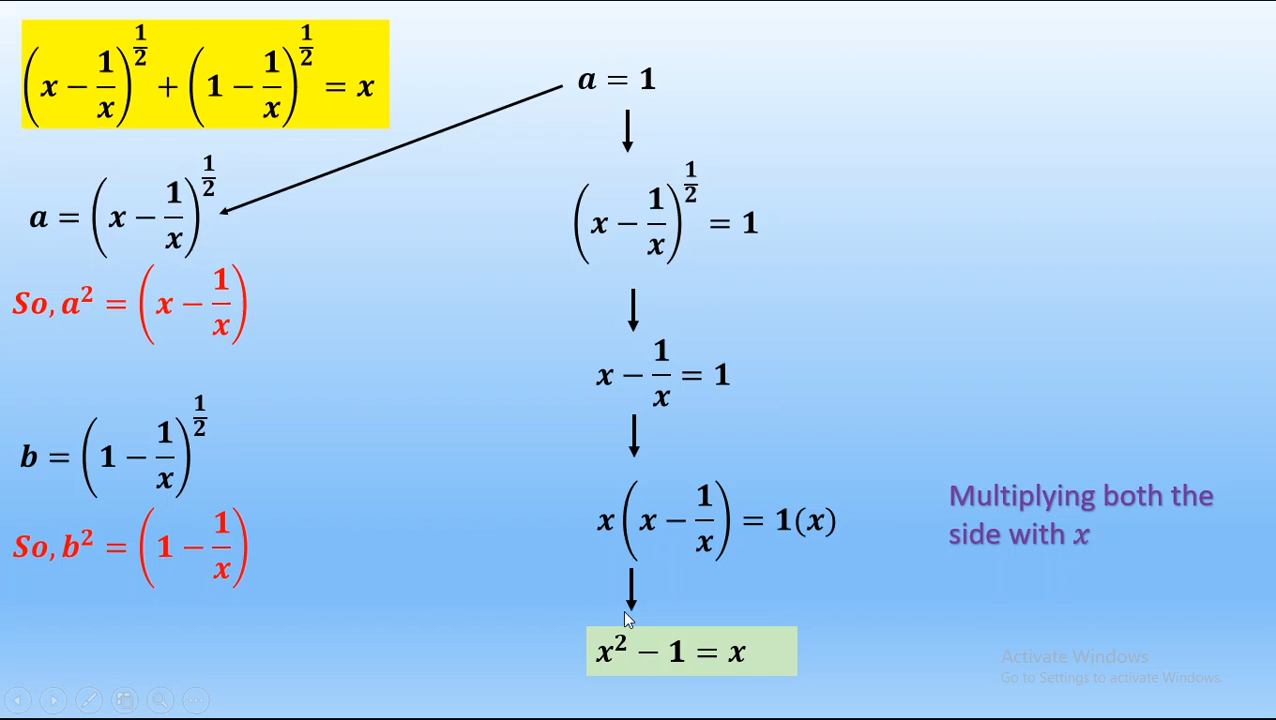 (x − 1/x)^(1/2) + (1 − 1/x)^(1/2) = x
a = (x − 1/x)^(1/2)
So, a² = (x − 1/x)
b = (1 − 1/x)^(1/2)
So, b² = (1 − 1/x)
a = 1
(x − 1/x)^(1/2) = 1
x − 1/x = 1
x(x − 1/x) = 1(x)
x² − 1 = x
Multiplying both the
side with x
Activate Windows
Go to Settings to activate Windows.